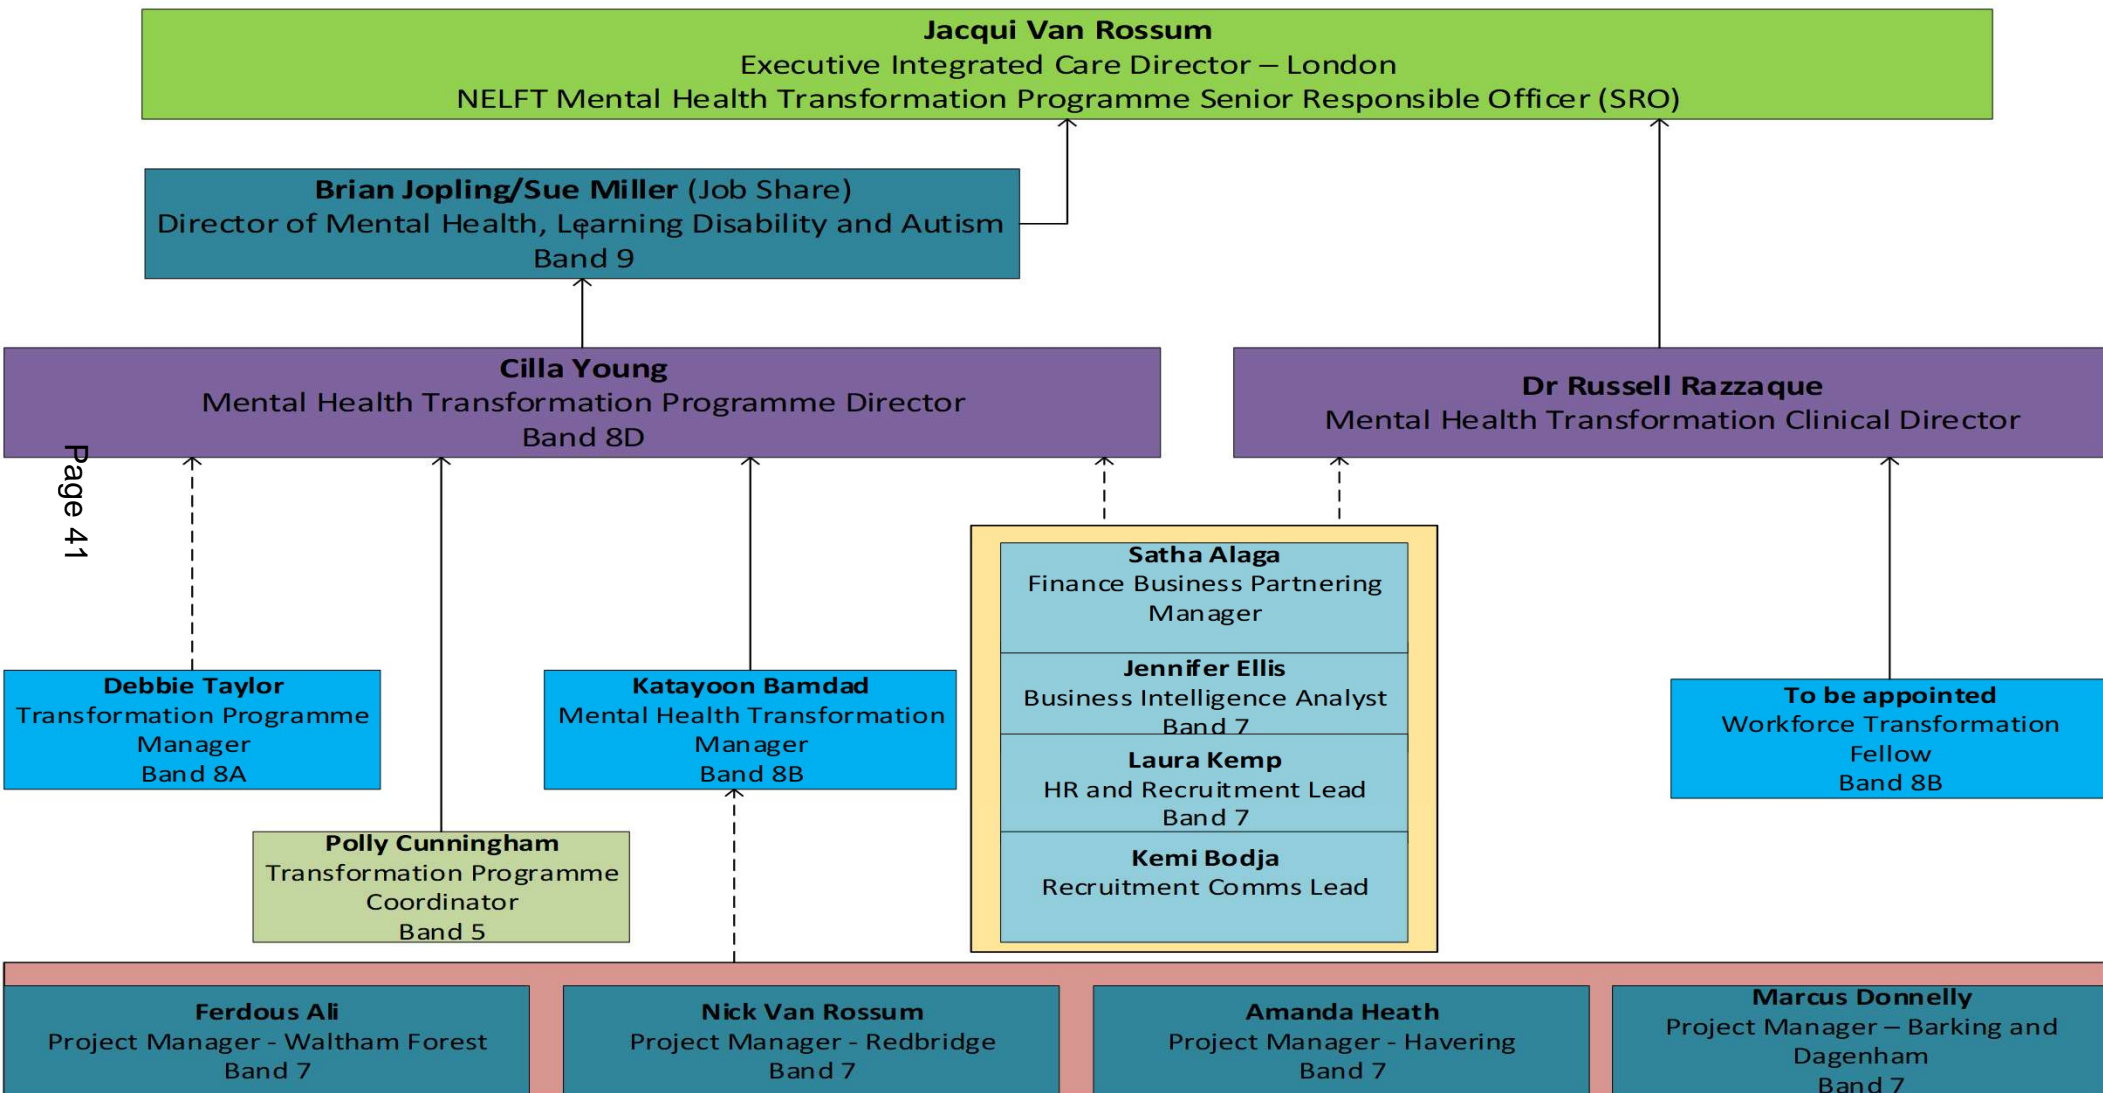 Jacqui Van Rossum
Executive Integrated Care Director – London
NELFT Mental Health Transformation Programme Senior Responsible Officer (SRO)
Brian Jopling/Sue Miller (Job Share)
Director of Mental Health, Learning Disability and Autism
Band 9
Cilla Young
Mental Health Transformation Programme Director
Band 8D
Dr Russell Razzaque
Mental Health Transformation Clinical Director
Page 41
Satha Alaga
Finance Business Partnering
Manager
Jennifer Ellis
Business Intelligence Analyst
Band 7
Laura Kemp
HR and Recruitment Lead
Band 7
Kemi Bodja
Recruitment Comms Lead
Debbie Taylor
Transformation Programme
Manager
Band 8A
Katayoon Bamdad
Mental Health Transformation
Manager
Band 8B
To be appointed
Workforce Transformation
Fellow
Band 8B
Polly Cunningham
Transformation Programme
Coordinator
Band 5
Ferdous Ali
Project Manager - Waltham Forest
Band 7
Nick Van Rossum
Project Manager - Redbridge
Band 7
Amanda Heath
Project Manager - Havering
Band 7
Marcus Donnelly
Project Manager – Barking and
Dagenham
Band 7